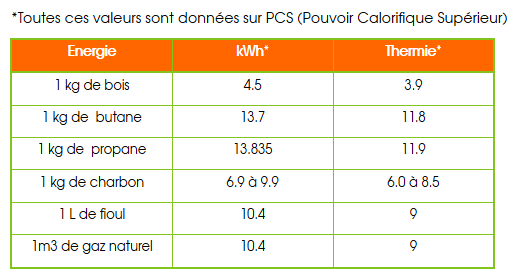 *Toutes ces valeurs sont données sur PCS (Pouvoir Calorifique Supérieur)
Energie kWh* Thermie*
1 kg de bois 4.5 3.9
1 kg de butane 13.7 11.8
1 kg de propane 13.835 11.9
1 kg de charbon 6.9 à 9.9 6.0 à 8.5
1 L de fioul 10.4 9
1m3 de gaz naturel 10.4 9